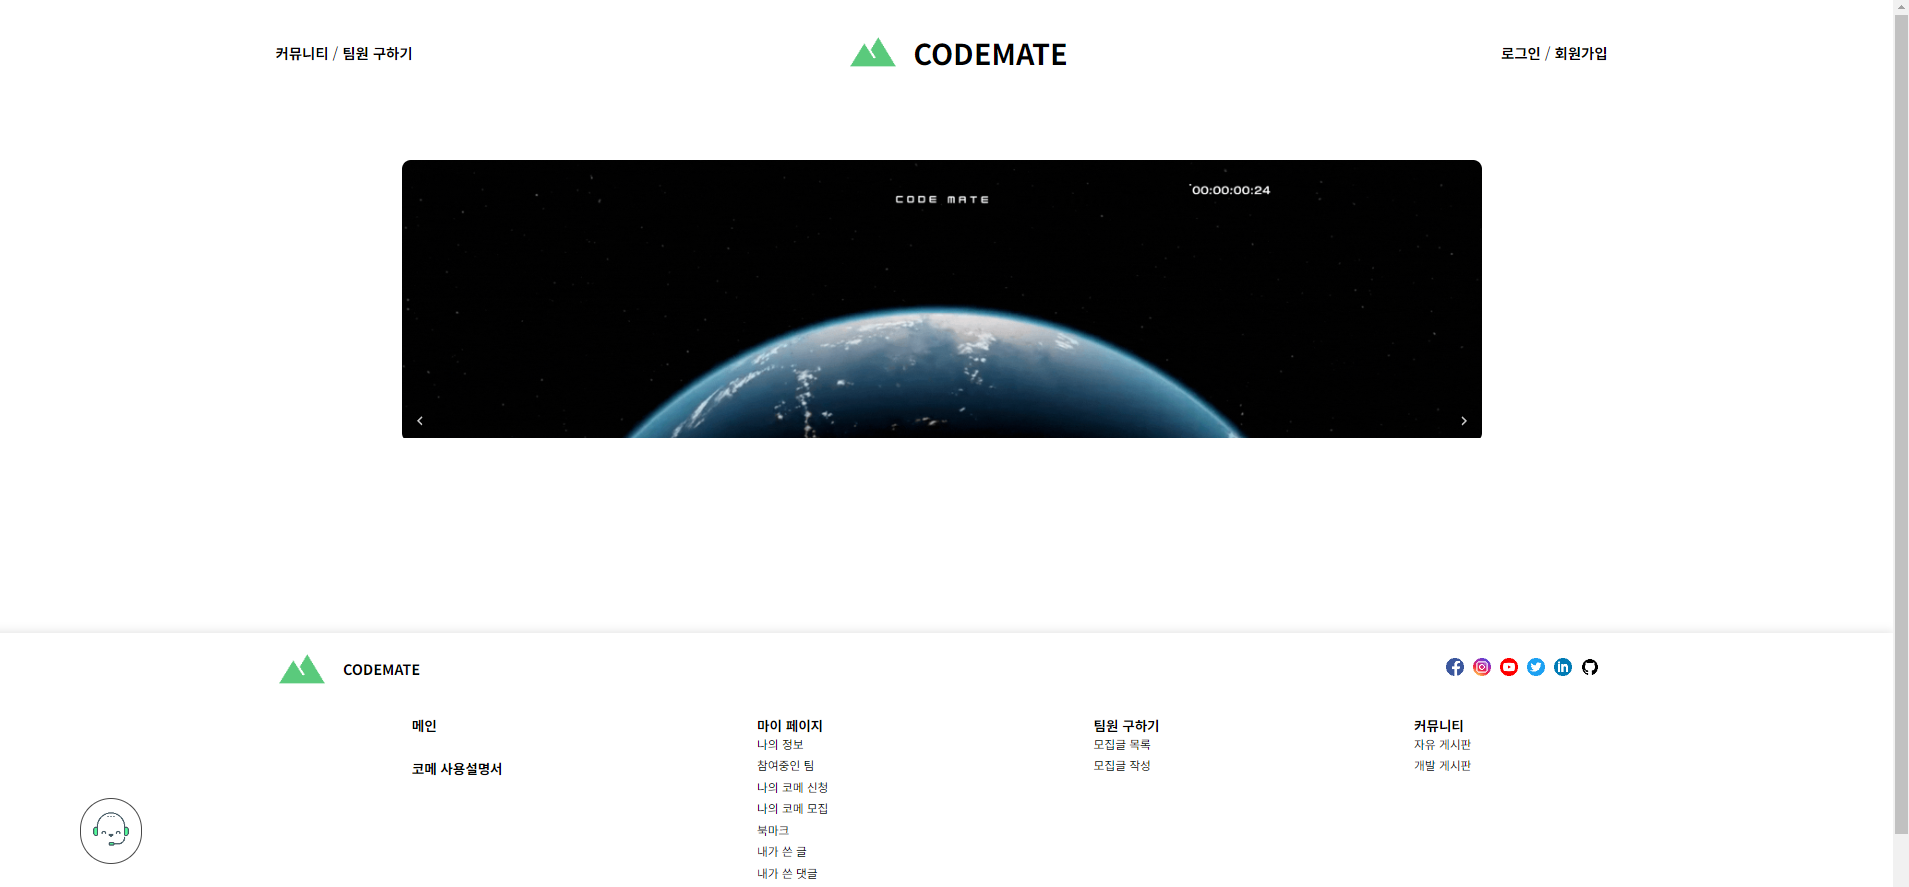 커뮤니티 / 팀원 구하기
CODEMATE
로그인 / 회원가입
CODE MATE
00:00:00:24
CODEMATE
메인
코메 사용설명서
마이 페이지
나의 정보
참여중인 팀
나의 코메 신청
나의 코메 모집
북마크
내가 쓴 글
내가 쓴 댓글
팀원 구하기
모집글 목록
모집글 작성
커뮤니티
자유 게시판
개발 게시판